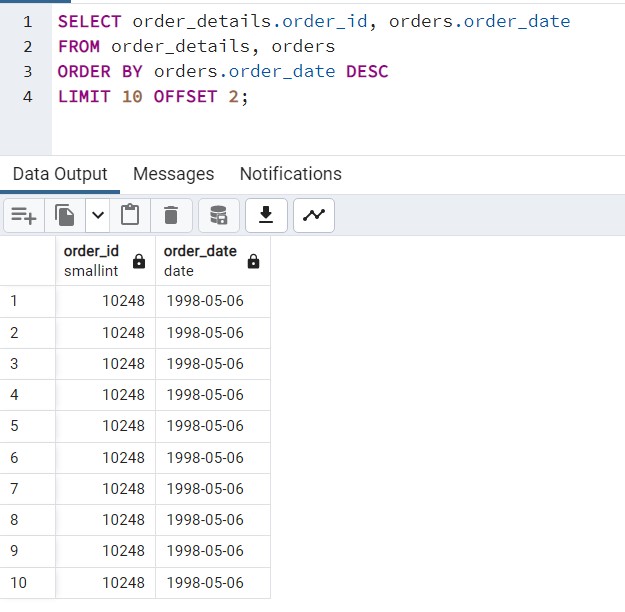 1 SELECT order_details.order_id, orders.order_date
2 FROM order_details, orders
3 ORDER BY orders.order_date DESC
4 LIMIT 10 OFFSET 2;
Data Output Messages Notifications
order_id order_date
smallint date
1 10248 1998-05-06
2 10248 1998-05-06
3 10248 1998-05-06
4 10248 1998-05-06
5 10248 1998-05-06
6 10248 1998-05-06
7 10248 1998-05-06
8 10248 1998-05-06
9 10248 1998-05-06
10 10248 1998-05-06